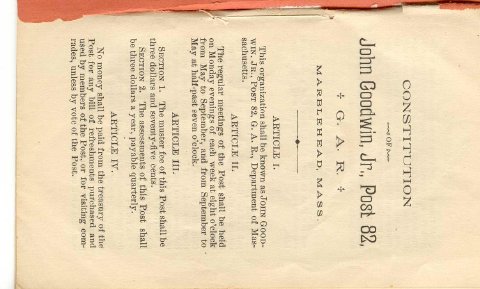 CONSTITUTION
OF
John Goodwin, Jr., Post 82,
G. A. R.
MARBLEHEAD, MASS.
ARTICLE I.
This organization shall be known as JOHN GOOD-
WIN, JR. POST 82, G. A. R., Department of Mas-
sachusetts.
ARTICLE II.
The regular meetings of the Post shall be held
on Monday evenings of each week at eight o'clock
from May to September, and from September to
May at half-past seven o'clock.
ARTICLE III.
SECTION 1. The muster fee of this Post shall be
three dollars and seventy-five cents.
SECTION 2. The assessments of this Post shall
be three dollars a year, payable quarterly.
ARTICLE IV.
No money shall be paid from the treasury of the
Post for any bill of refreshments purchased and
used by members of the Post, or for visiting com-
rades, unless by vote of the Post.